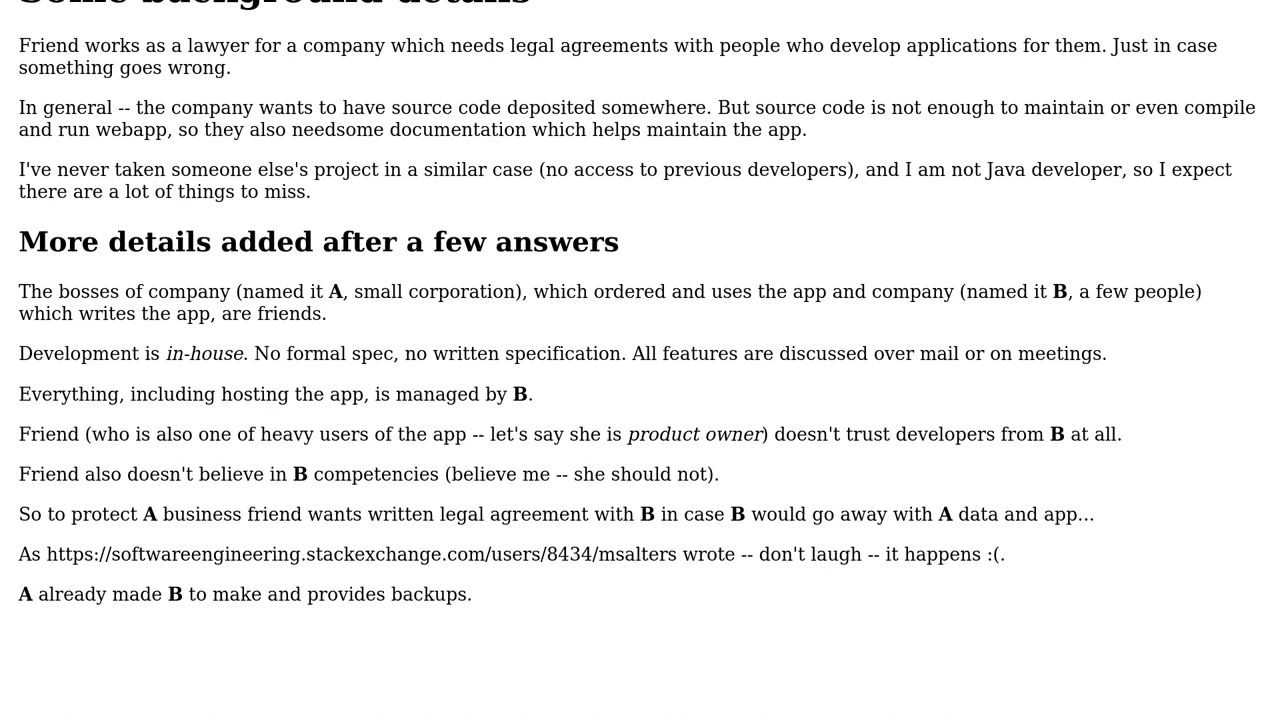 Some background details
Friend works as a lawyer for a company which needs legal agreements with people who develop applications for them. Just in case
something goes wrong.
In general -- the company wants to have source code deposited somewhere. But source code is not enough to maintain or even compile
and run webapp, so they also needsome documentation which helps maintain the app.
I've never taken someone else's project in a similar case (no access to previous developers), and I am not Java developer, so I expect
there are a lot of things to miss.
More details added after a few answers
The bosses of company (named it A, small corporation), which ordered and uses the app and company (named it B, a few people)
which writes the app, are friends.
Development is in-house. No formal spec, no written specification. All features are discussed over mail or on meetings.
Everything, including hosting the app, is managed by B.
Friend (who is also one of heavy users of the app -- let's say she is product owner) doesn't trust developers from B at all.
Friend also doesn't believe in B competencies (believe me -- she should not).
So to protect A business friend wants written legal agreement with B in case B would go away with A data and app...
As https://softwareengineering.stackexchange.com/users/8434/msalters wrote -- don't laugh -- it happens :(.
A already made B to make and provides backups.